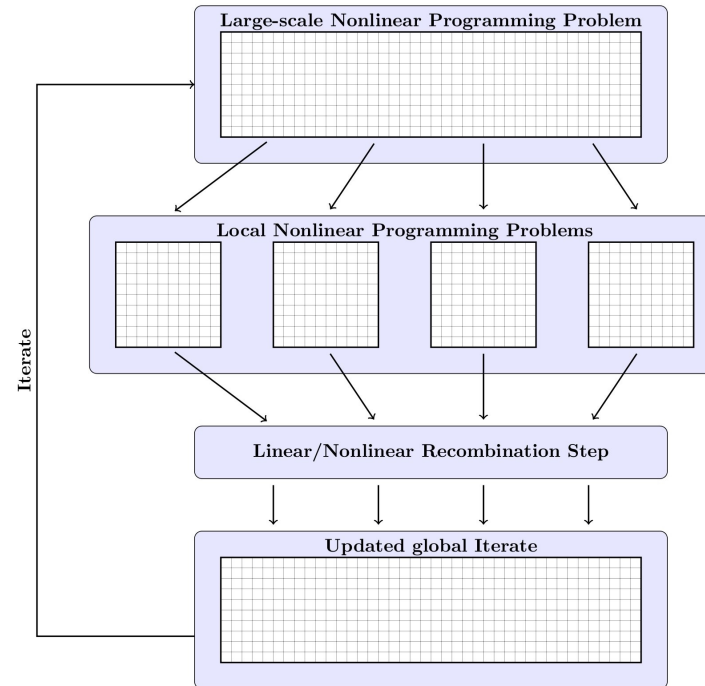 Large-scale Nonlinear Programming Problem
Local Nonlinear Programming Problems
Iterate
Linear/Nonlinear Recombination Step
Updated global Iterate